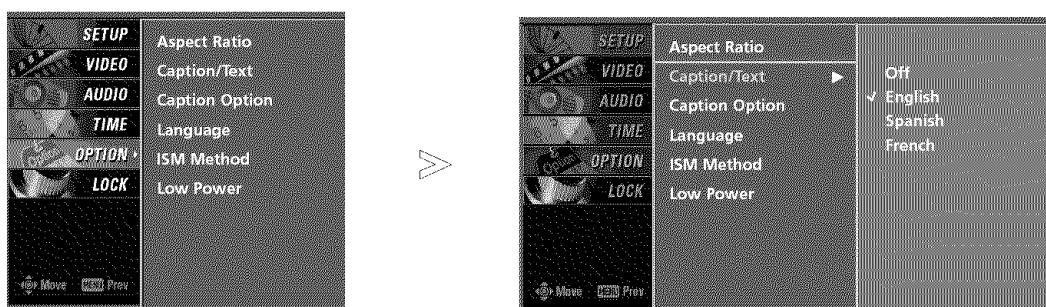 SETUP
VIDEO
AUDIO
TIME
OPTION
LOCK
Aspect Ratio
Caption/Text
Caption Option
Language
ISM Method
Low Power
Move MENU Prev
SETUP
VIDEO
AUDIO
TIME
OPTION
LOCK
Aspect Ratio
Caption/Text
Caption Option
Language
ISM Method
Low Power
Off
✓ English
Spanish
French
Move MENU Prev